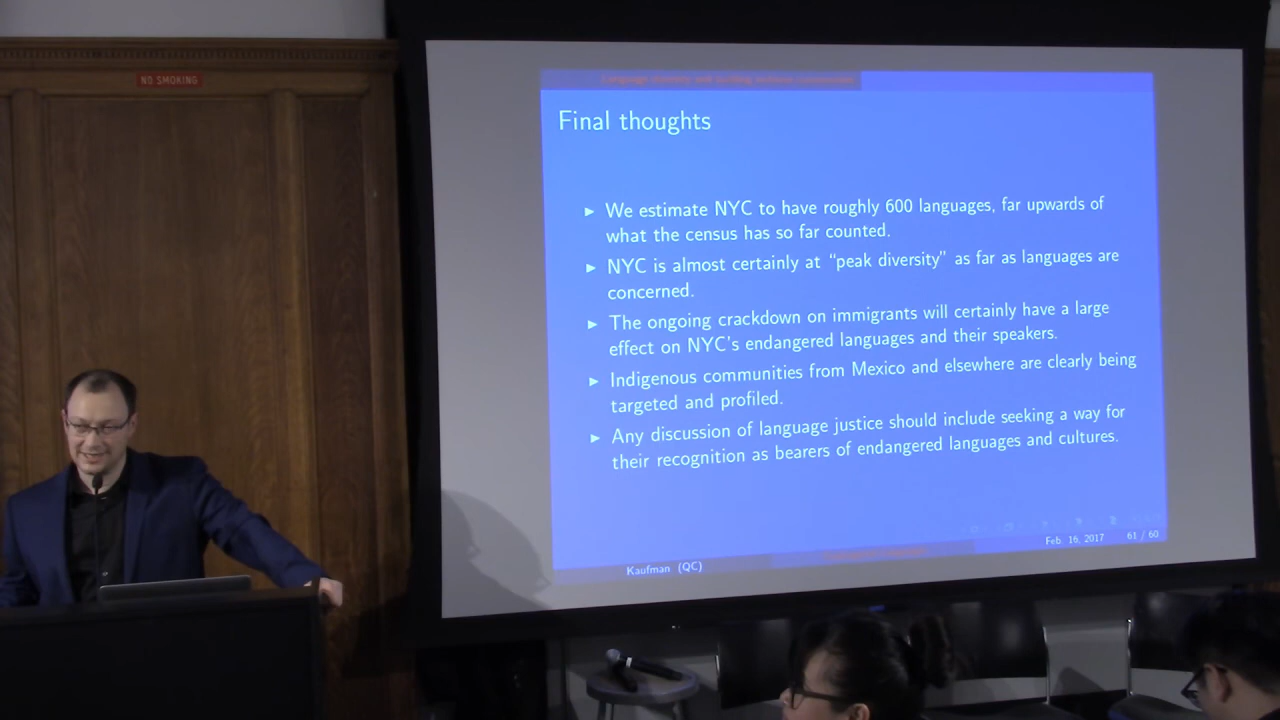 NO SMOKING
Final thoughts
► We estimate NYC to have roughly 600 languages, far upwards of
what the census has so far counted.
► NYC is almost certainly at “peak diversity” as far as languages are
concerned.
► The ongoing crackdown on immigrants will certainly have a large
effect on NYC's endangered languages and their speakers.
► Indigenous communities from Mexico and elsewhere are clearly being
targeted and profiled.
► Any discussion of language justice should include seeking a way for
their recognition as bearers of endangered languages and cultures.
Kaufman (QC)
Feb. 16, 2017
61 / 60